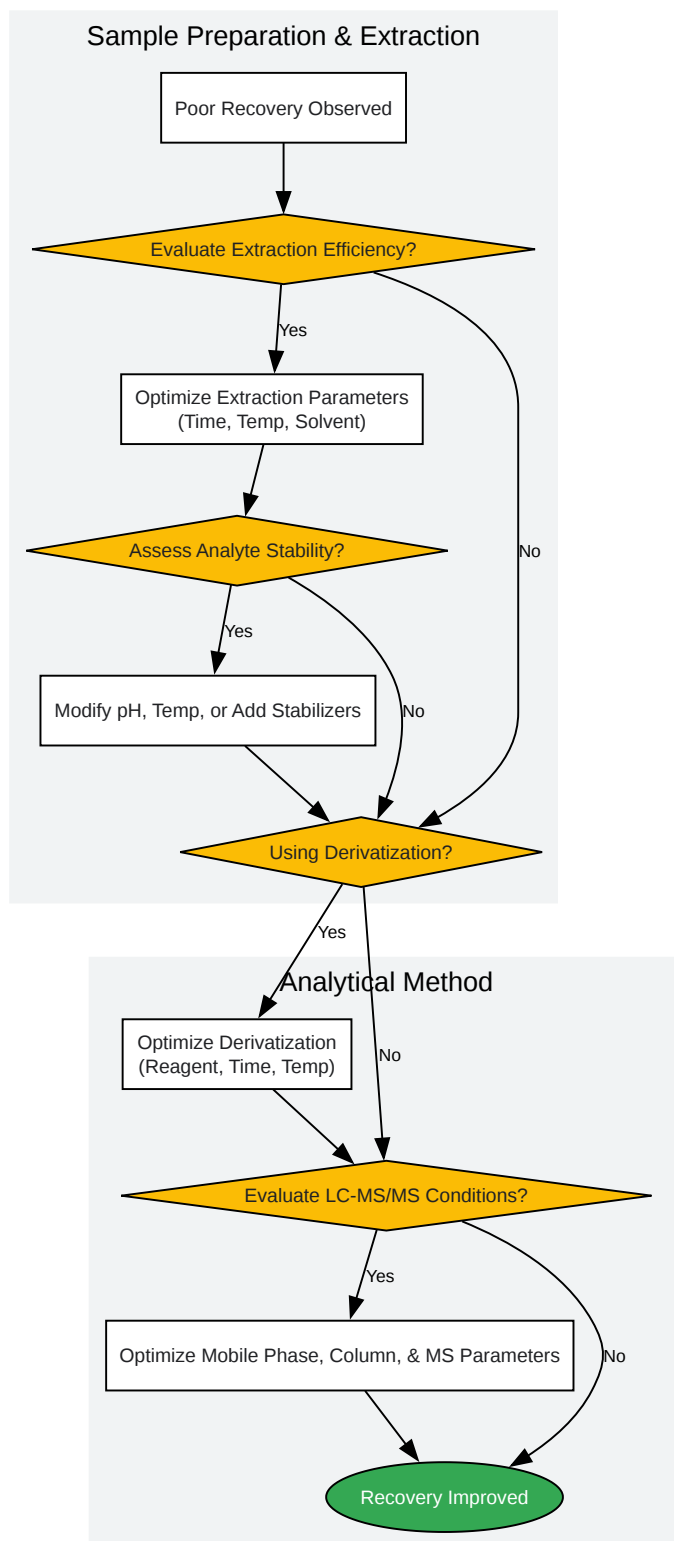 Sample Preparation & Extraction
Poor Recovery Observed
Evaluate Extraction Efficiency?
Yes
Optimize Extraction Parameters
(Time, Temp, Solvent)
Assess Analyte Stability?
No
Yes
Modify pH, Temp, or Add Stabilizers
No
Using Derivatization?
Yes
Analytical Method
Optimize Derivatization
(Reagent, Time, Temp)
No
Evaluate LC-MS/MS Conditions?
Yes
Optimize Mobile Phase, Column, & MS Parameters
No
Recovery Improved